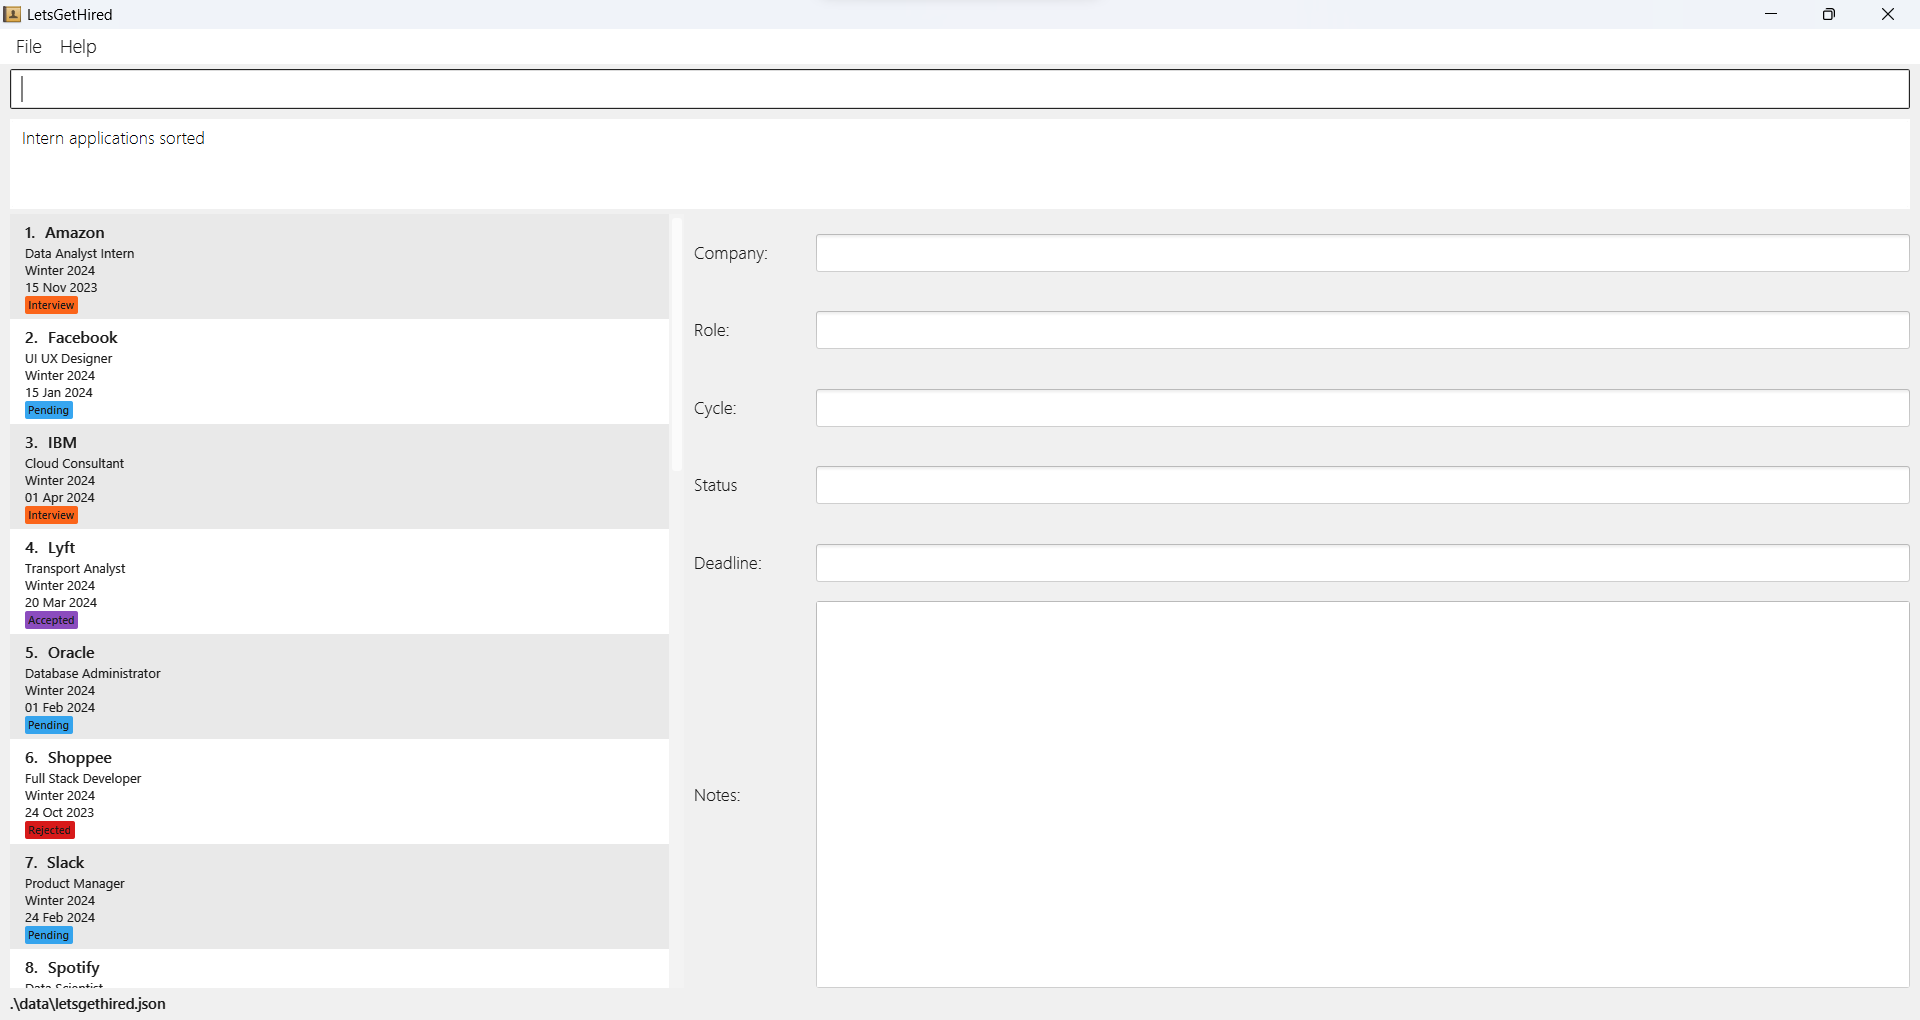 LetsGetHired
File Help
Intern applications sorted
1. Amazon
Data Analyst Intern
Winter 2024
15 Nov 2023
Interview
2. Facebook
UI UX Designer
Winter 2024
15 Jan 2024
Pending
3. IBM
Cloud Consultant
Winter 2024
01 Apr 2024
Interview
4. Lyft
Transport Analyst
Winter 2024
20 Mar 2024
Accepted
5. Oracle
Database Administrator
Winter 2024
01 Feb 2024
Pending
6. Shoppee
Full Stack Developer
Winter 2024
24 Oct 2023
Rejected
7. Slack
Product Manager
Winter 2024
24 Feb 2024
Pending
8. Spotify
Data Scientist
Company:
Role:
Cycle:
Status
Deadline:
Notes:
.\data\letsgethired.json